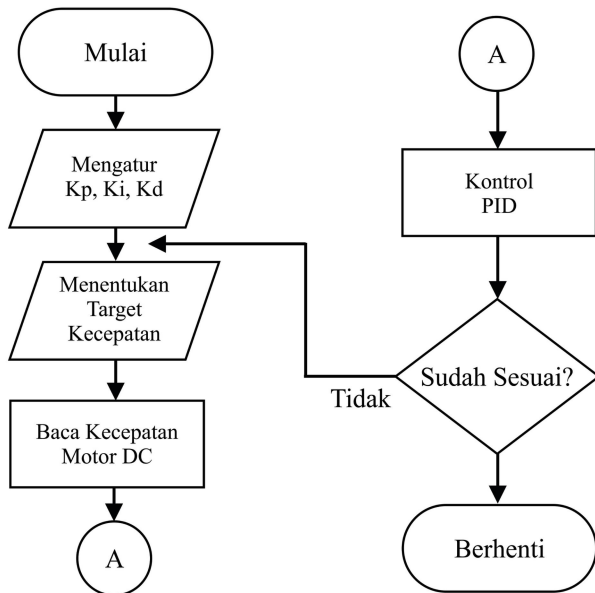 Mulai
Mengatur
Kp, Ki, Kd
Menentukan
Target
Kecepatan
Baca Kecepatan
Motor DC
A
A
Kontrol
PID
Sudah Sesuai?
Tidak
Berhenti